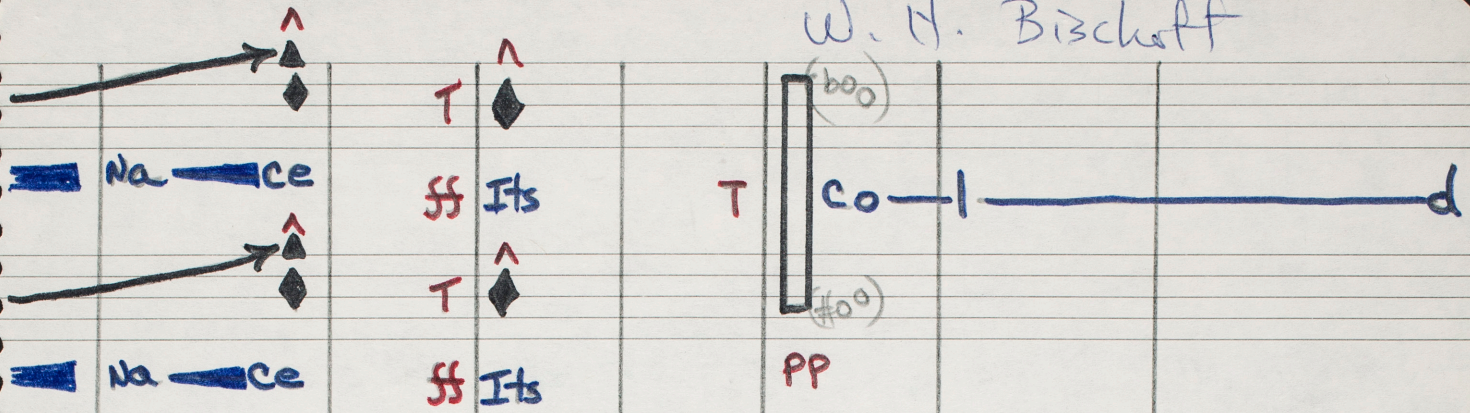 W. H. Bischoff
T
(b
Na ce ff Its T co l d
(#
T
Na ce ff Its pp